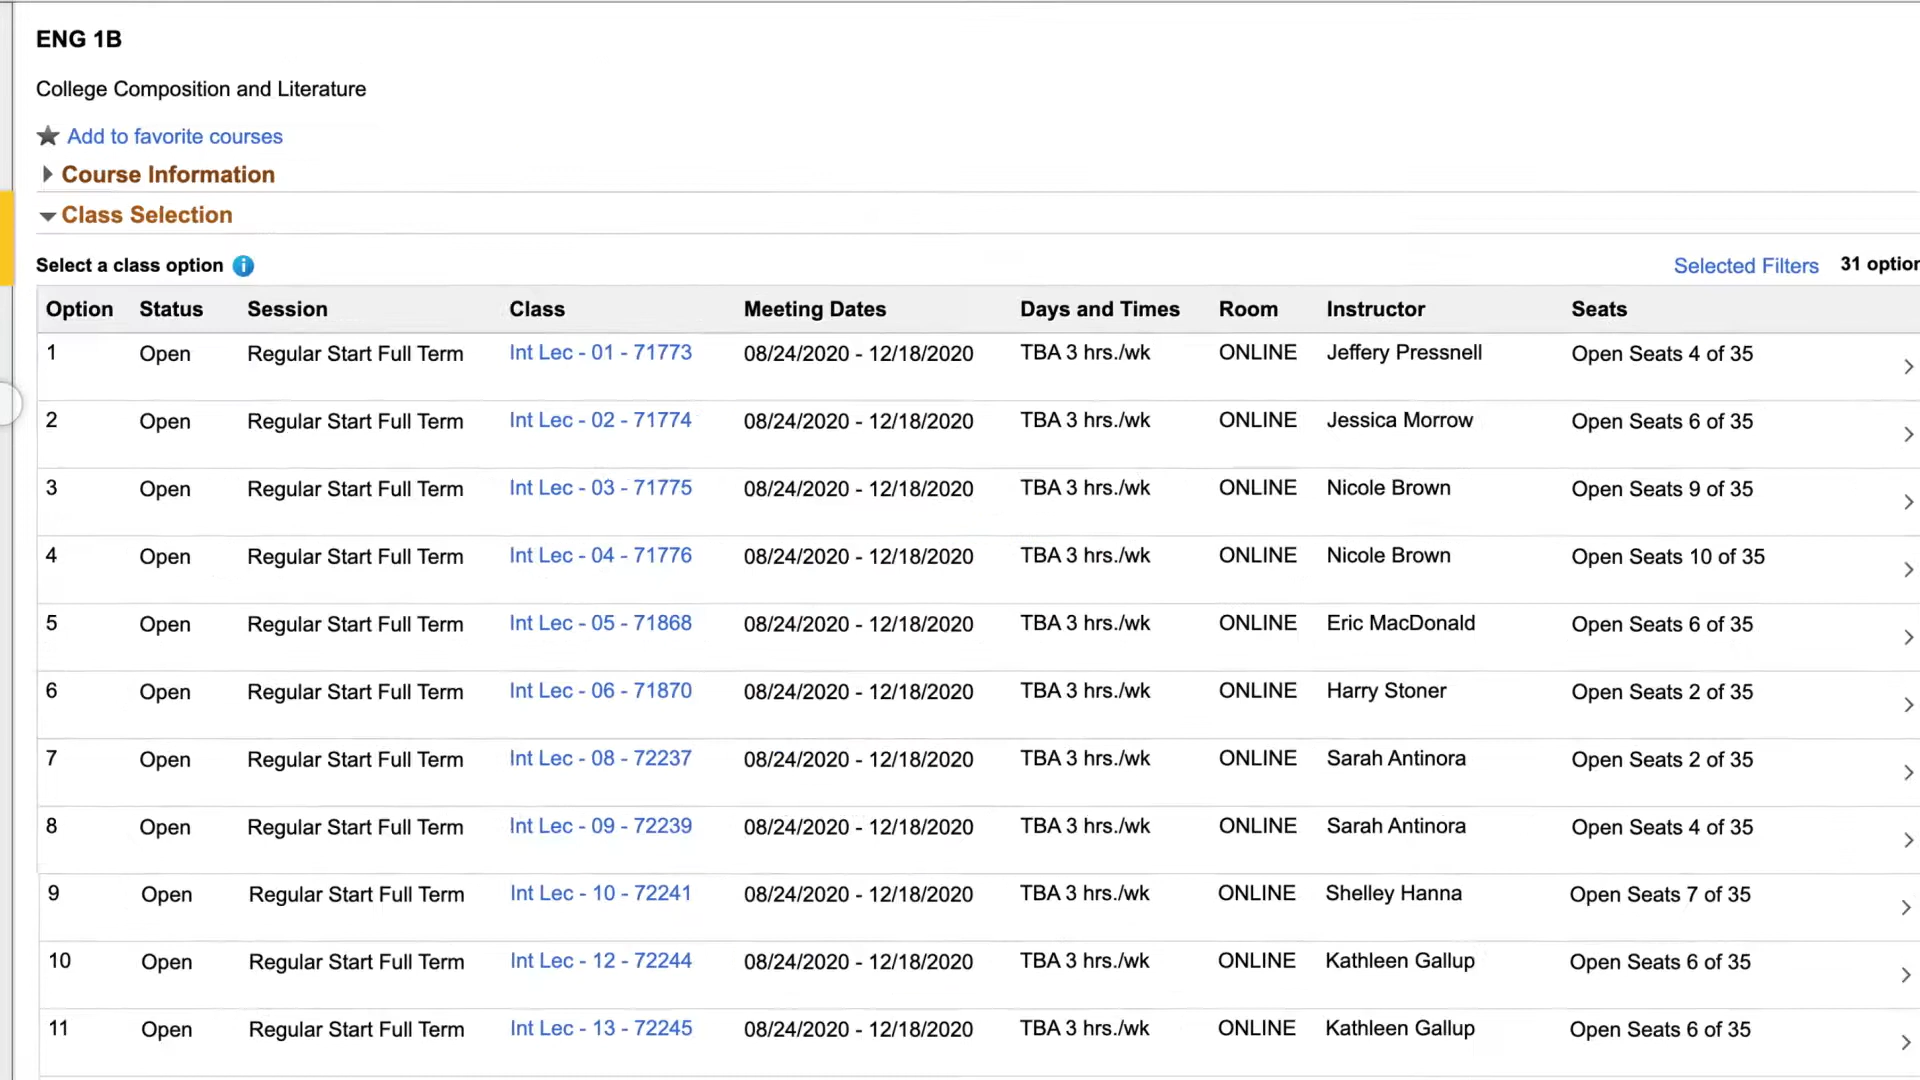 ENG 1B
College Composition and Literature
Add to favorite courses
Course Information
Class Selection
Select a class option
Selected Filters 31 option
Option Status Session Class Meeting Dates Days and Times Room Instructor Seats
1 Open Regular Start Full Term Int Lec - 01 - 71773 08/24/2020 - 12/18/2020 TBA 3 hrs./wk ONLINE Jeffery Pressnell Open Seats 4 of 35
2 Open Regular Start Full Term Int Lec - 02 - 71774 08/24/2020 - 12/18/2020 TBA 3 hrs./wk ONLINE Jessica Morrow Open Seats 6 of 35
3 Open Regular Start Full Term Int Lec - 03 - 71775 08/24/2020 - 12/18/2020 TBA 3 hrs./wk ONLINE Nicole Brown Open Seats 9 of 35
4 Open Regular Start Full Term Int Lec - 04 - 71776 08/24/2020 - 12/18/2020 TBA 3 hrs./wk ONLINE Nicole Brown Open Seats 10 of 35
5 Open Regular Start Full Term Int Lec - 05 - 71868 08/24/2020 - 12/18/2020 TBA 3 hrs./wk ONLINE Eric MacDonald Open Seats 6 of 35
6 Open Regular Start Full Term Int Lec - 06 - 71870 08/24/2020 - 12/18/2020 TBA 3 hrs./wk ONLINE Harry Stoner Open Seats 2 of 35
7 Open Regular Start Full Term Int Lec - 08 - 72237 08/24/2020 - 12/18/2020 TBA 3 hrs./wk ONLINE Sarah Antinora Open Seats 2 of 35
8 Open Regular Start Full Term Int Lec - 09 - 72239 08/24/2020 - 12/18/2020 TBA 3 hrs./wk ONLINE Sarah Antinora Open Seats 4 of 35
9 Open Regular Start Full Term Int Lec - 10 - 72241 08/24/2020 - 12/18/2020 TBA 3 hrs./wk ONLINE Shelley Hanna Open Seats 7 of 35
10 Open Regular Start Full Term Int Lec - 12 - 72244 08/24/2020 - 12/18/2020 TBA 3 hrs./wk ONLINE Kathleen Gallup Open Seats 6 of 35
11 Open Regular Start Full Term Int Lec - 13 - 72245 08/24/2020 - 12/18/2020 TBA 3 hrs./wk ONLINE Kathleen Gallup Open Seats 6 of 35